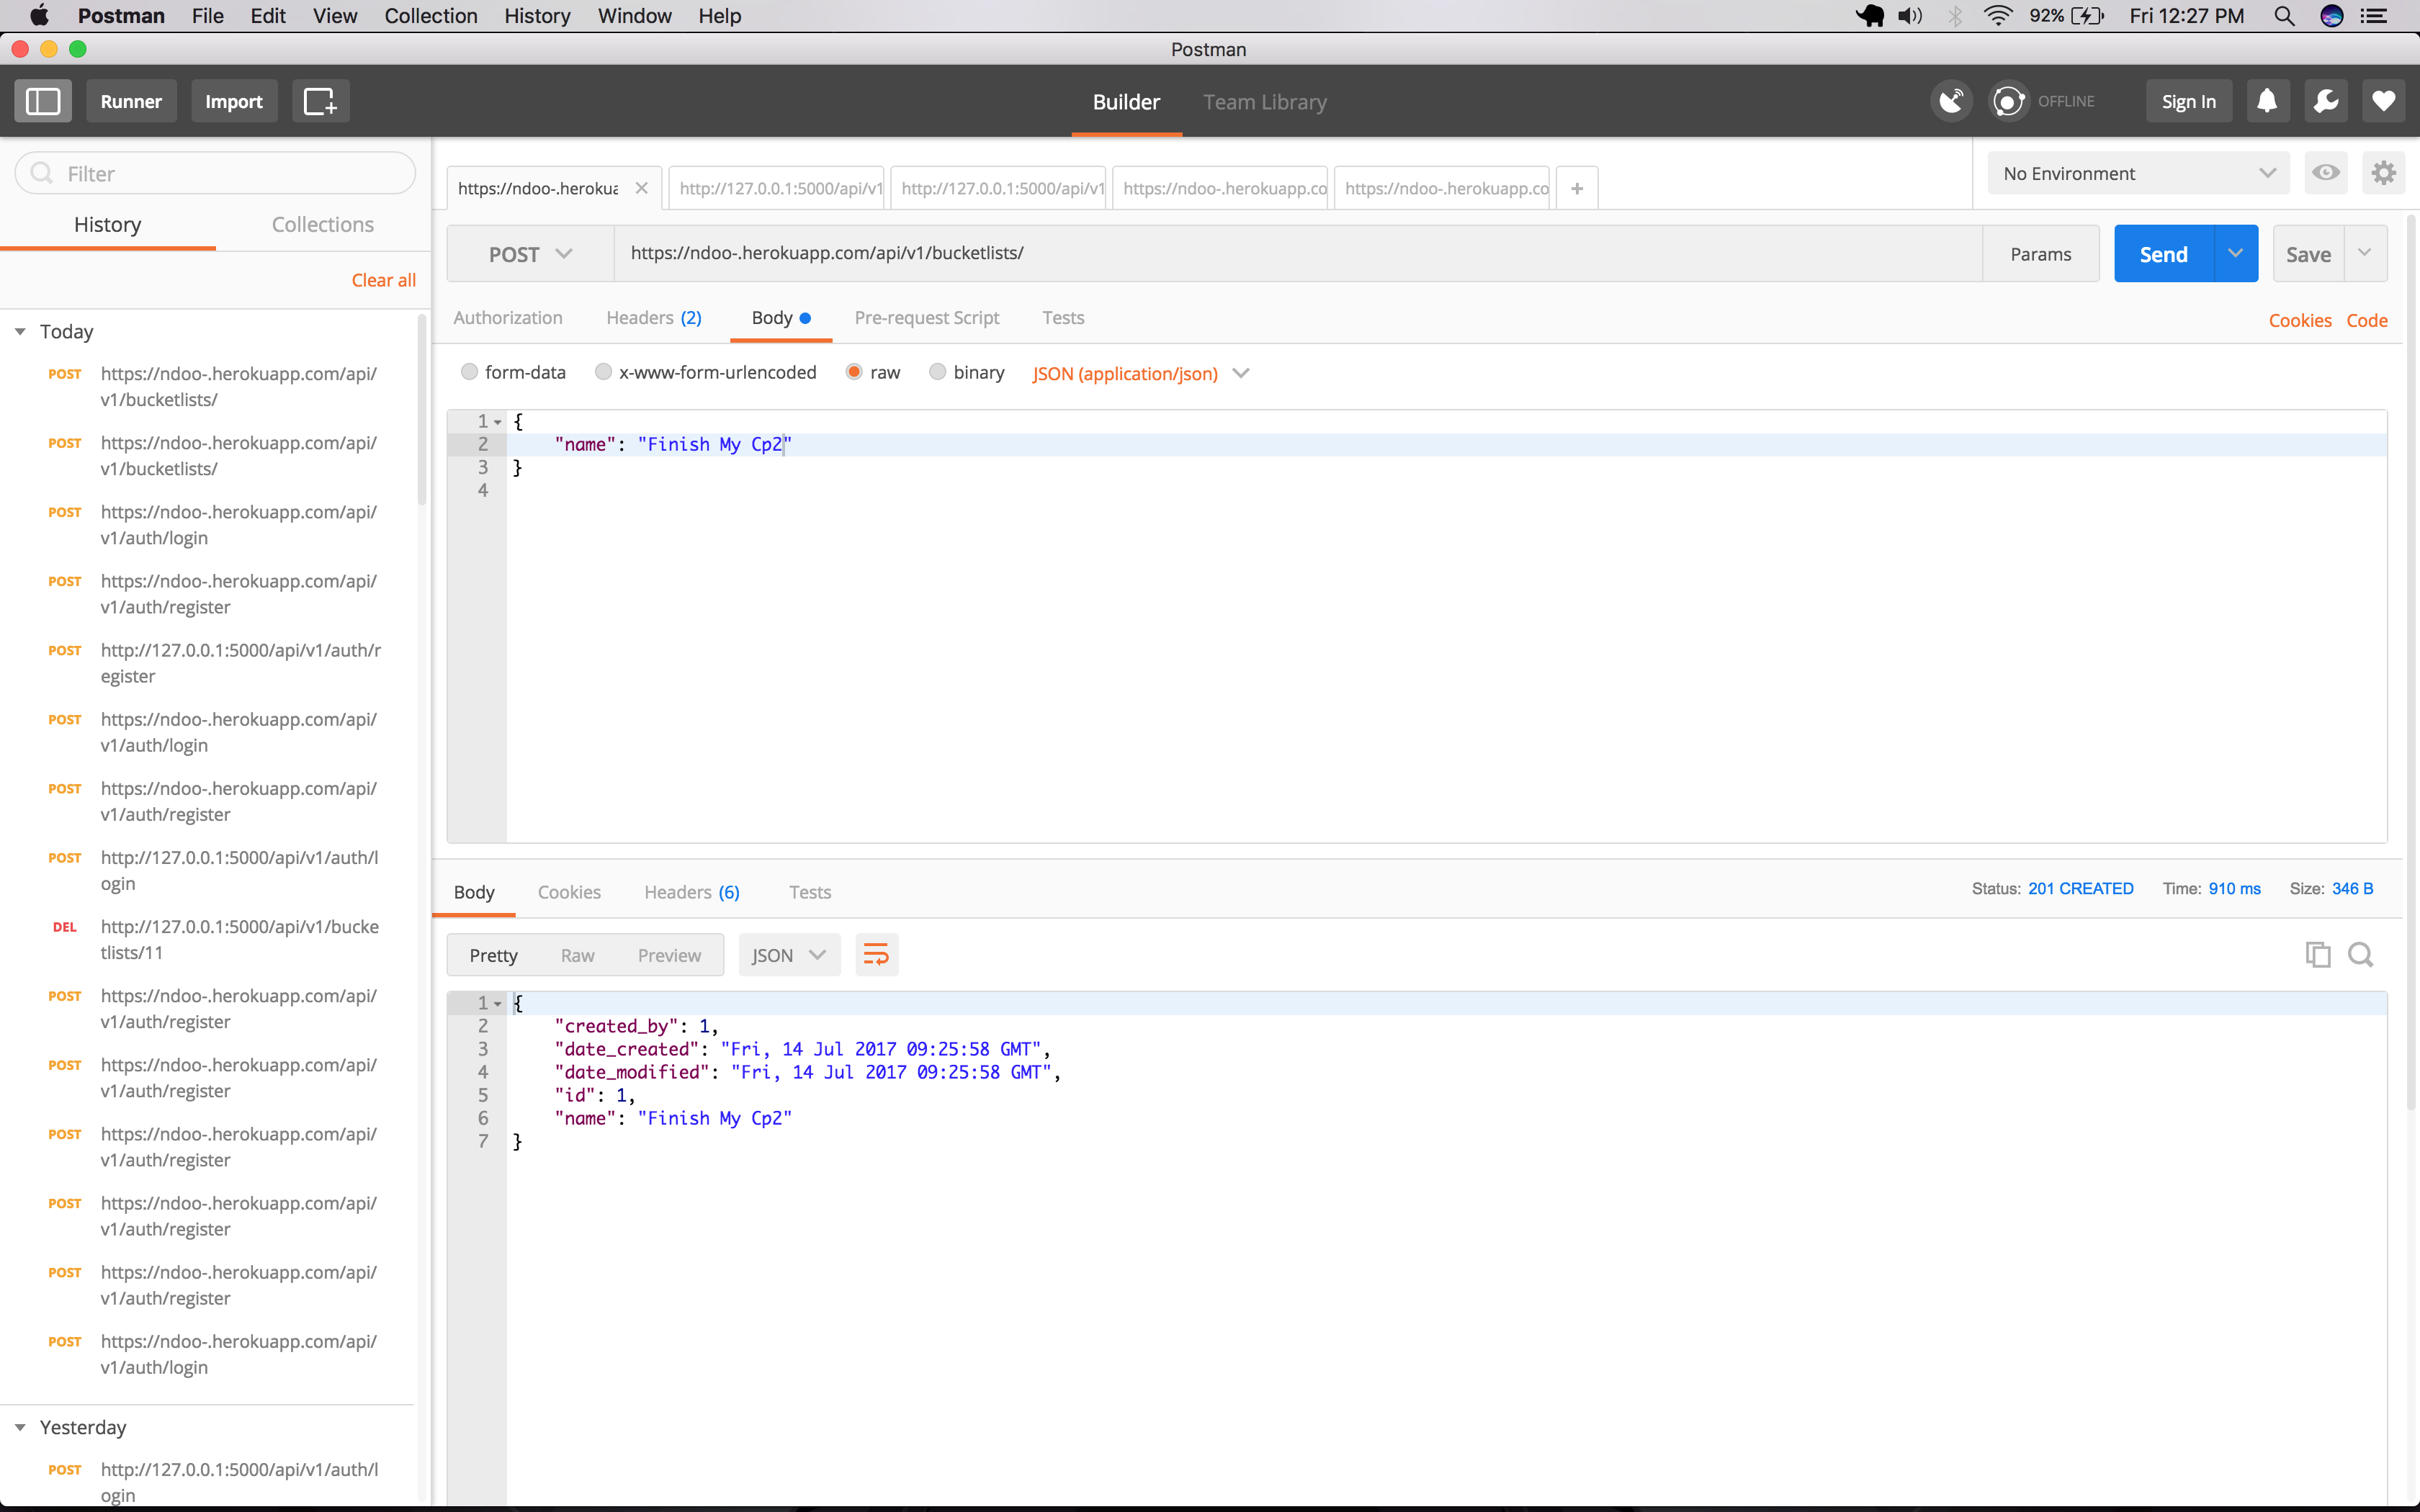 Postman File Edit View Collection History Window Help 92% Fri 12:27 PM
Postman
Runner Import Builder Team Library OFFLINE Sign In
Filter
History Collections
Clear all
Today
POST https://ndoo-.herokuapp.com/api/
v1/bucketlists/
POST https://ndoo-.herokuapp.com/api/
v1/bucketlists/
POST https://ndoo-.herokuapp.com/api/
v1/auth/login
POST https://ndoo-.herokuapp.com/api/
v1/auth/register
POST http://127.0.0.1:5000/api/v1/auth/r
egister
POST https://ndoo-.herokuapp.com/api/
v1/auth/login
POST https://ndoo-.herokuapp.com/api/
v1/auth/register
POST http://127.0.0.1:5000/api/v1/auth/l
ogin
DEL http://127.0.0.1:5000/api/v1/bucke
tlists/11
POST https://ndoo-.herokuapp.com/api/
v1/auth/register
POST https://ndoo-.herokuapp.com/api/
v1/auth/register
POST https://ndoo-.herokuapp.com/api/
v1/auth/register
POST https://ndoo-.herokuapp.com/api/
v1/auth/register
POST https://ndoo-.herokuapp.com/api/
v1/auth/register
POST https://ndoo-.herokuapp.com/api/
v1/auth/login
Yesterday
POST http://127.0.0.1:5000/api/v1/auth/l
ogin
https://ndoo-.herokua http://127.0.0.1:5000/api/v1 http://127.0.0.1:5000/api/v1 https://ndoo-.herokuapp.co https://ndoo-.herokuapp.co + No Environment
POST https://ndoo-.herokuapp.com/api/v1/bucketlists/ Params Send Save
Authorization Headers (2) Body Pre-request Script Tests Cookies Code
form-data x-www-form-urlencoded raw binary JSON (application/json)
1 {
2 "name": "Finish My Cp2"
3 }
4
Body Cookies Headers (6) Tests Status: 201 CREATED Time: 910 ms Size: 346 B
Pretty Raw Preview JSON
1 {
2 "created_by": 1,
3 "date_created": "Fri, 14 Jul 2017 09:25:58 GMT",
4 "date_modified": "Fri, 14 Jul 2017 09:25:58 GMT",
5 "id": 1,
6 "name": "Finish My Cp2"
7 }